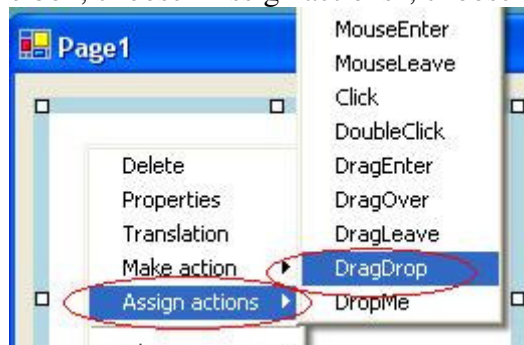 Page1
MouseEnter
MouseLeave
Click
DoubleClick
DragEnter
DragOver
DragLeave
DragDrop
DropMe
Delete
Properties
Translation
Make action
Assign actions